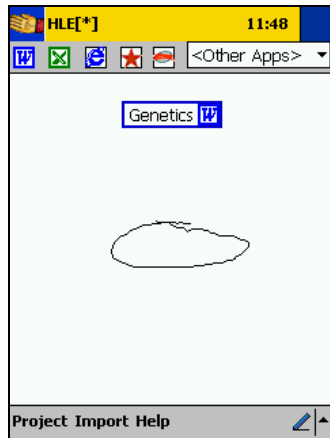 HLE[*] 11:48
W X e <Other Apps>
Genetics W
Project Import Help